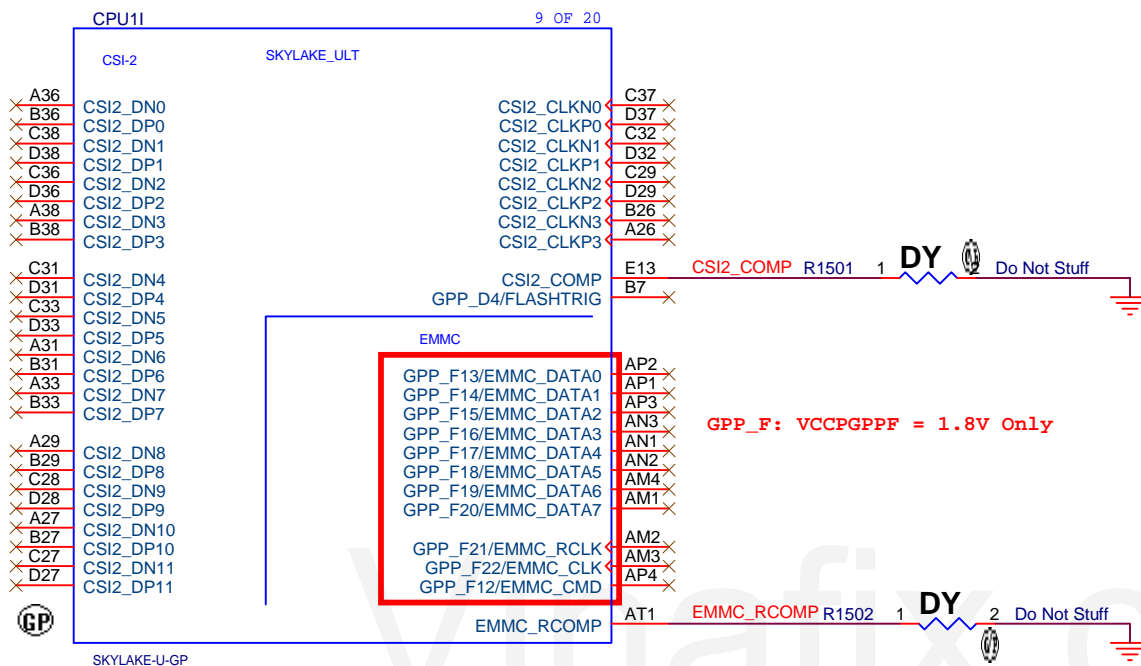 CPU1I 9 OF 20
CSI-2 SKYLAKE_ULT
A36 CSI2_DN0 CSI2_CLKN0 C37
B36 CSI2_DP0 CSI2_CLKP0 D37
C38 CSI2_DN1 CSI2_CLKN1 C32
D38 CSI2_DP1 CSI2_CLKP1 D32
C36 CSI2_DN2 CSI2_CLKN2 C29
D36 CSI2_DP2 CSI2_CLKP2 D29
A38 CSI2_DN3 CSI2_CLKN3 B26
B38 CSI2_DP3 CSI2_CLKP3 A26
C31 CSI2_DN4 CSI2_COMP E13 CSI2_COMP R1501 1 DY 2 Do Not Stuff
D31 CSI2_DP4 GPP_D4/FLASHTRIG B7
C33 CSI2_DN5
D33 CSI2_DP5 EMMC
A31 CSI2_DN6
B31 CSI2_DP6 GPP_F13/EMMC_DATA0 AP2
A33 CSI2_DN7 GPP_F14/EMMC_DATA1 AP1
B33 CSI2_DP7 GPP_F15/EMMC_DATA2 AP3
GPP_F16/EMMC_DATA3 AN3 GPP_F: VCCPGPPF = 1.8V Only
A29 CSI2_DN8 GPP_F17/EMMC_DATA4 AN1
B29 CSI2_DP8 GPP_F18/EMMC_DATA5 AN2
C28 CSI2_DN9 GPP_F19/EMMC_DATA6 AM4
D28 CSI2_DP9 GPP_F20/EMMC_DATA7 AM1
A27 CSI2_DN10
B27 CSI2_DP10 GPP_F21/EMMC_RCLK AM2
C27 CSI2_DN11 GPP_F22/EMMC_CLK AM3
D27 CSI2_DP11 GPP_F12/EMMC_CMD AP4
GP EMMC_RCOMP AT1 EMMC_RCOMP R1502 1 DY 2 Do Not Stuff
SKYLAKE-U-GP